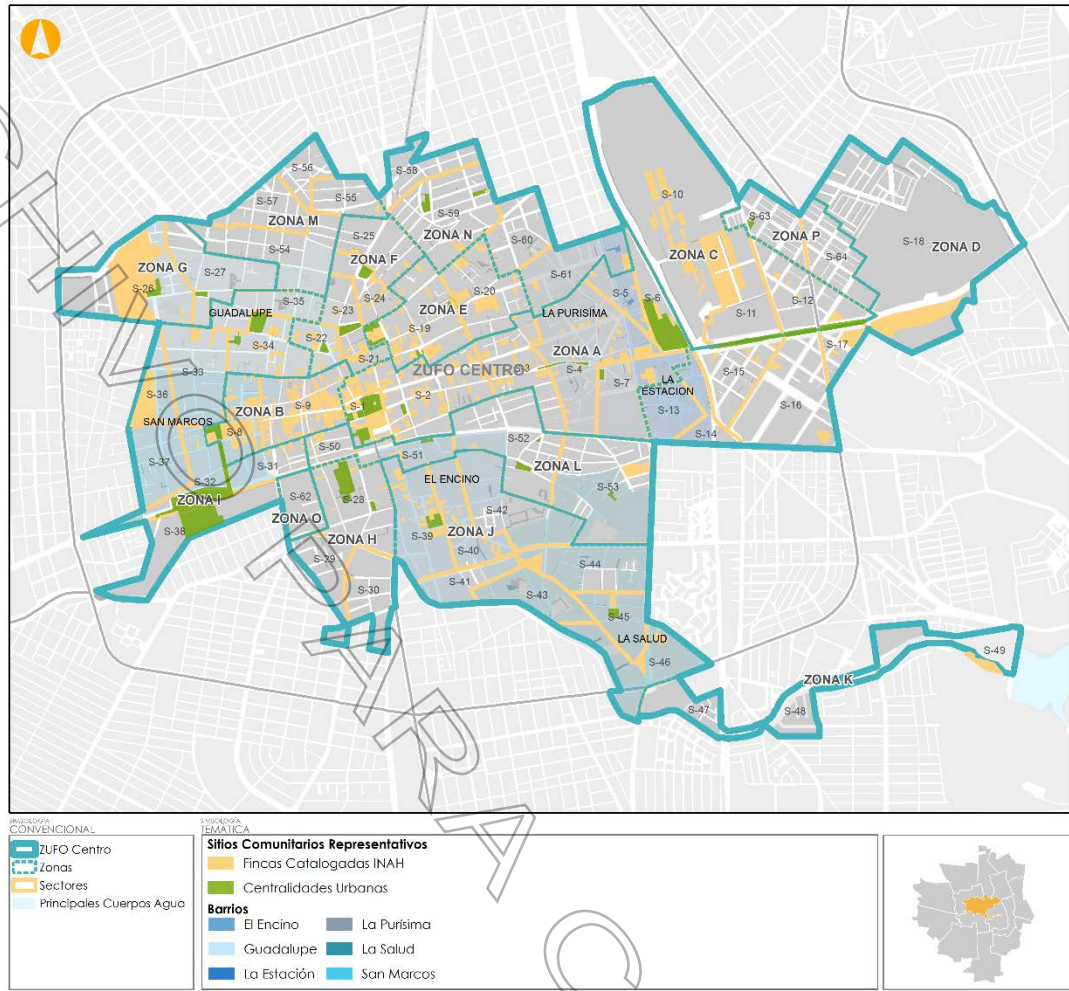 S-56
S-58
S-57
S-55
S-10
S-59
S-63
ZONA M
S-25
ZONA N
S-60
ZONA P
S-18
ZONA D
S-54
ZONA C
S-64
ZONA G
S-27
ZONA F
S-61
S-26
S-20
S-5
S-6
S-12
S-35
S-24
GUADALUPE
S-23
ZONA E
LA PURISIMA
S-11
S-19
S-22
S-34
S-17
S-21
ZONA A
S-33
ZUFO CENTRO
S-3
S-4
S-15
S-7
LA
ESTACION
S-36
S-2
S-9
S-1
ZONA B
S-16
S-13
SAN MARCOS
S-8
S-14
S-50
S-52
S-51
S-37
S-31
ZONA L
EL ENCINO
S-32
S-62
S-28
S-53
ZONA I
S-42
ZONA O
S-38
S-39
ZONA J
ZONA H
S-40
S-29
S-44
S-41
S-30
S-43
S-45
LA SALUD
S-49
S-46
ZONA K
S-47
S-48
PARA C
SIMBOLOGÍA
CONVENCIONAL
ZUFO Centro
Zonas
Sectores
Principales Cuerpos Agua
SIMBOLOGÍA
TEMATICA
Sitios Comunitarios Representativos
Fincas Catalogadas INAH
Centralidades Urbanas
Barrios
El Encino
La Purísima
Guadalupe
La Salud
La Estación
San Marcos